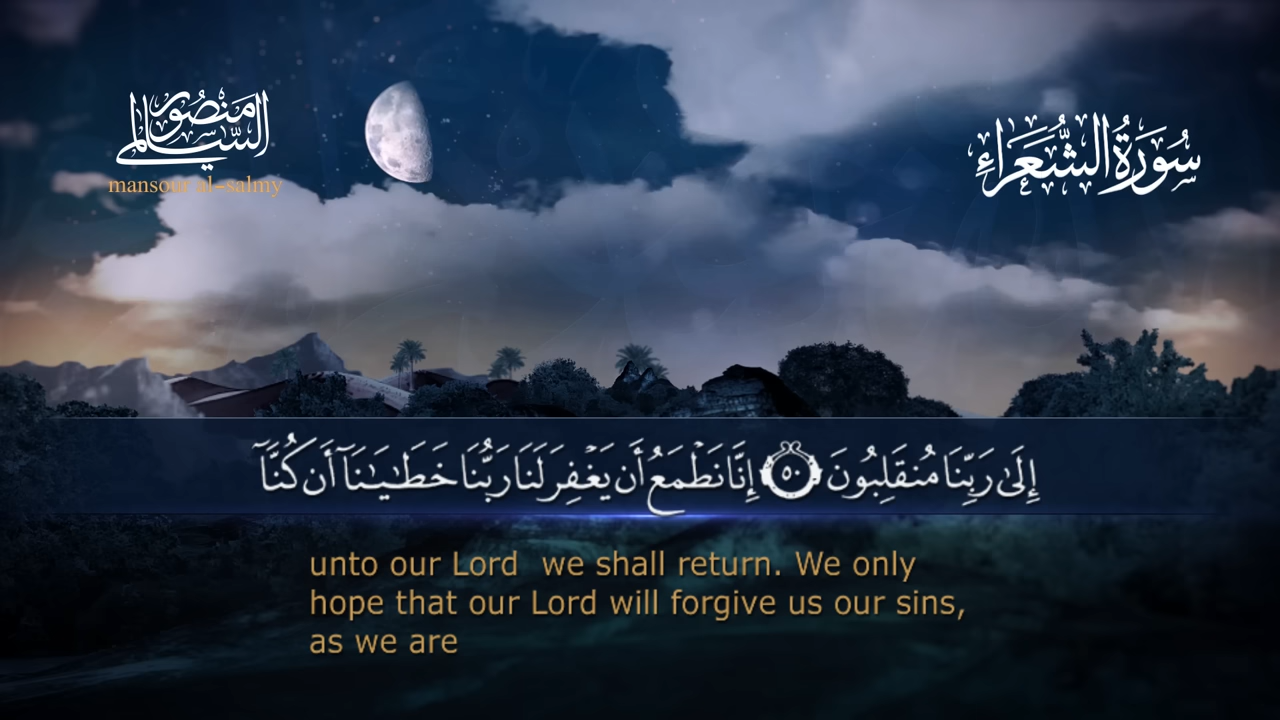 منصور السالمي
mansour al-salmy
سُورَةُ الشُّعَرَاءِ
إِلَىٰ رَبِّنَا مُنقَلِبُونَ ٥٠ إِنَّا نَطْمَعُ أَن يَغْفِرَ لَنَا رَبُّنَا خَطَـٰيَـٰنَآ أَن كُنَّآ
unto our Lord we shall return. We only
hope that our Lord will forgive us our sins,
as we are